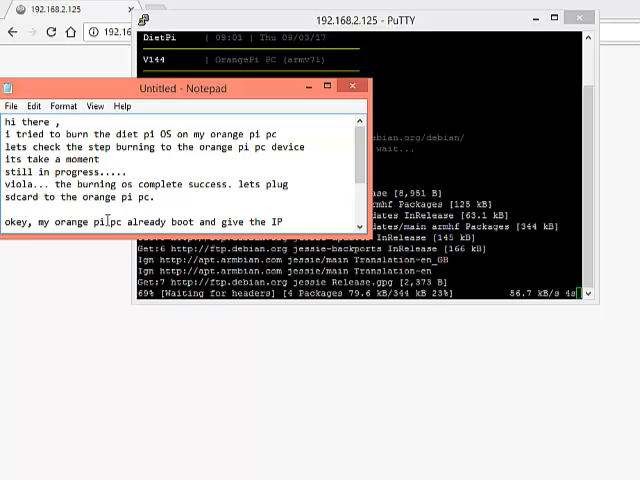 192.168.2.125
192.16
192.168.2.125 - PuTTY
DietPi | 09:01 | Thu 09/03/17
V144 | OrangePi PC (armv7l)
ebian.org/debian/
wait...
Untitled - Notepad
File Edit Format View Help
hi there ,
i tried to burn the diet pi OS on my orange pi pc
lets check the step burning to the orange pi pc device
its take a moment
still in progress.....
viola... the burning os complete success. lets plug
sdcard to the orange pi pc.
okey, my orange pi pc already boot and give the IP
ase [8,951 B]
ates InRelease [63.1 kB]
dates/main armhf Packages [344 kB]
s InRelease [145 kB]
Get:6 http://ftp.debian.org jessie-backports InRelease [166 kB]
Ign http://apt.armbian.com jessie/main Translation-en_GB
Ign http://apt.armbian.com jessie/main Translation-en
Get:7 http://ftp.debian.org jessie Release.gpg [2,373 B]
69% [Waiting for headers] [4 Packages 79.6 kB/344 kB 23%] 56.7 kB/s 4s